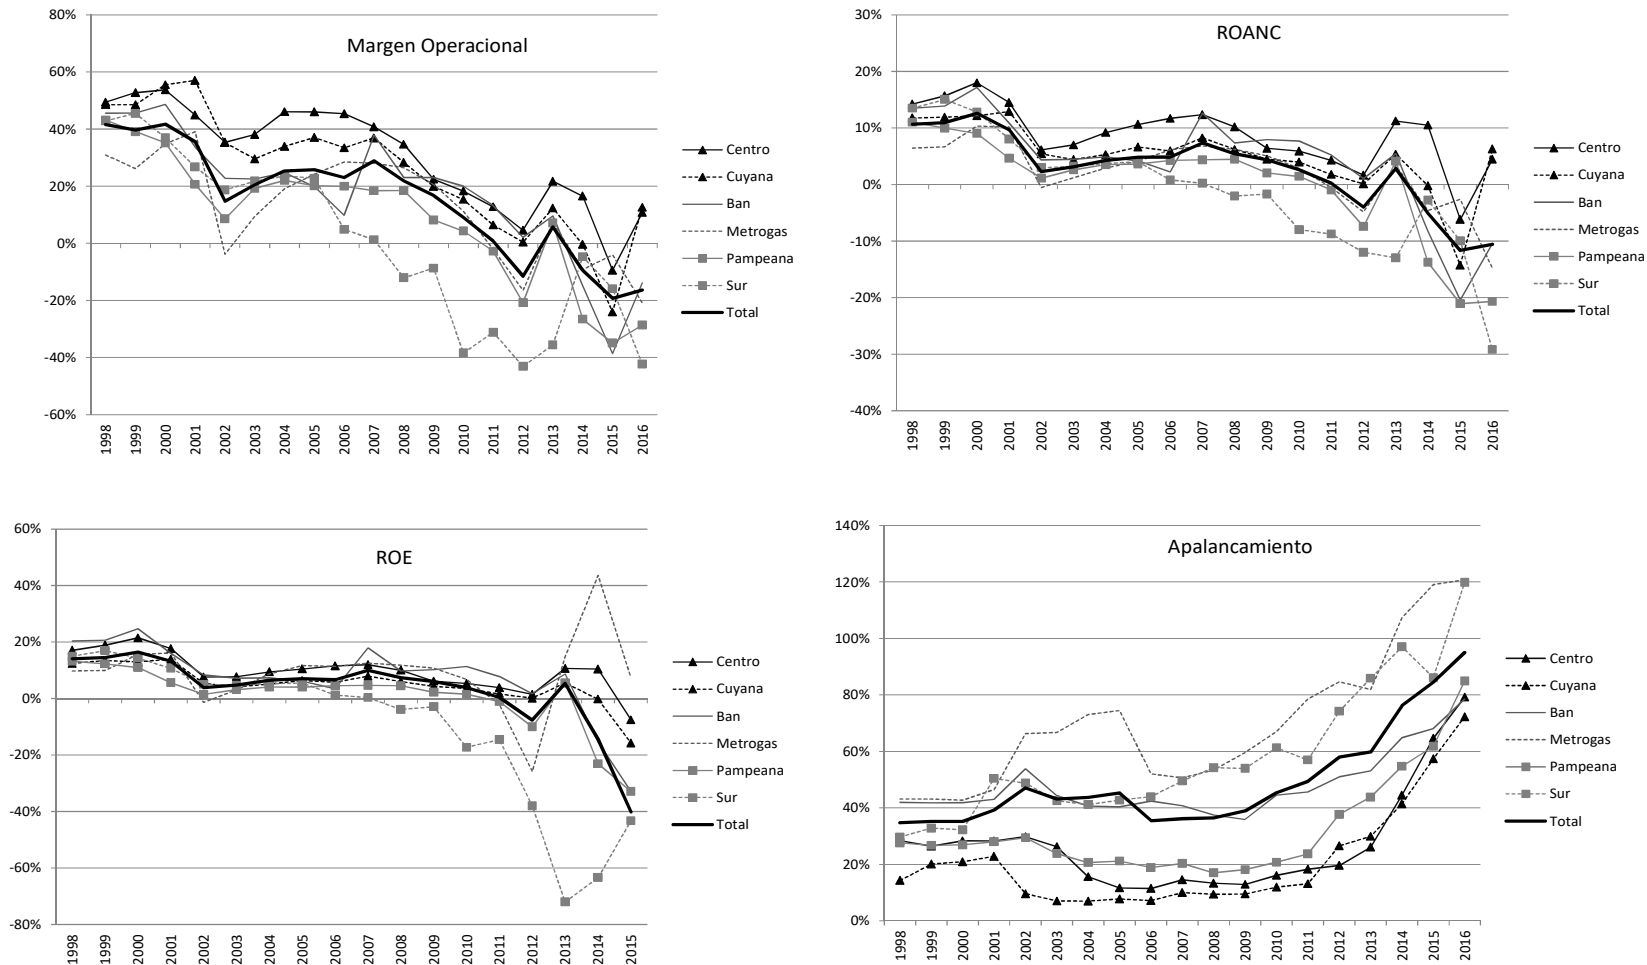 Margen Operacional
80%
60%
40%
20%
0%
-20%
-40%
-60%
1998 1999 2000 2001 2002 2003 2004 2005 2006 2007 2008 2009 2010 2011 2012 2013 2014 2015 2016
Centro
Cuyana
Ban
Metrogas
Pampeana
Sur
Total
ROANC
30%
20%
10%
0%
-10%
-20%
-30%
-40%
1998 1999 2000 2001 2002 2003 2004 2005 2006 2007 2008 2009 2010 2011 2012 2013 2014 2015 2016
Centro
Cuyana
Ban
Metrogas
Pampeana
Sur
Total
ROE
60%
40%
20%
0%
-20%
-40%
-60%
-80%
1998 1999 2000 2001 2002 2003 2004 2005 2006 2007 2008 2009 2010 2011 2012 2013 2014 2015
Centro
Cuyana
Ban
Metrogas
Pampeana
Sur
Total
Apalancamiento
140%
120%
100%
80%
60%
40%
20%
0%
1998 1999 2000 2001 2002 2003 2004 2005 2006 2007 2008 2009 2010 2011 2012 2013 2014 2015 2016
Centro
Cuyana
Ban
Metrogas
Pampeana
Sur
Total